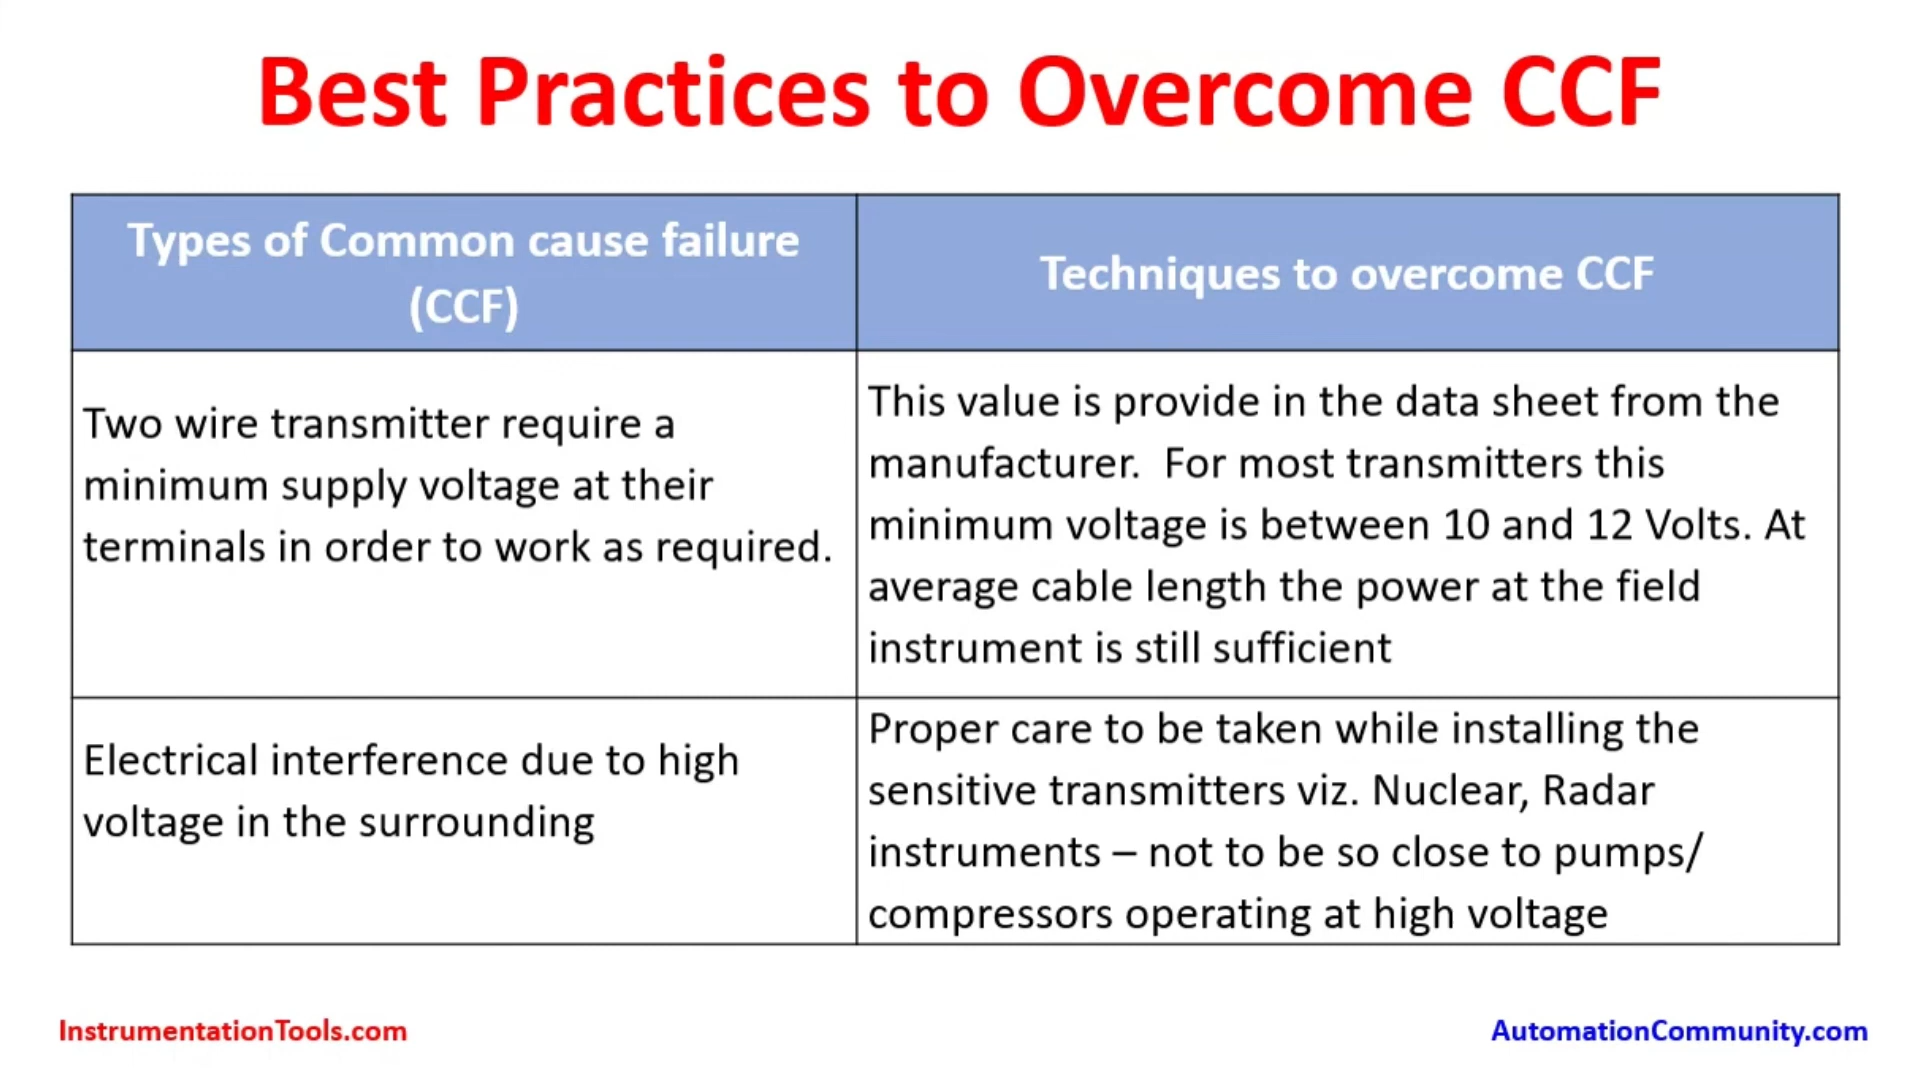 Best Practices to Overcome CCF
Types of Common cause failure
(CCF)
Techniques to overcome CCF
Two wire transmitter require a
minimum supply voltage at their
terminals in order to work as required.
This value is provide in the data sheet from the
manufacturer.  For most transmitters this
minimum voltage is between 10 and 12 Volts. At
average cable length the power at the field
instrument is still sufficient
Electrical interference due to high
voltage in the surrounding
Proper care to be taken while installing the
sensitive transmitters viz. Nuclear, Radar
instruments – not to be so close to pumps/
compressors operating at high voltage
InstrumentationTools.com
AutomationCommunity.com